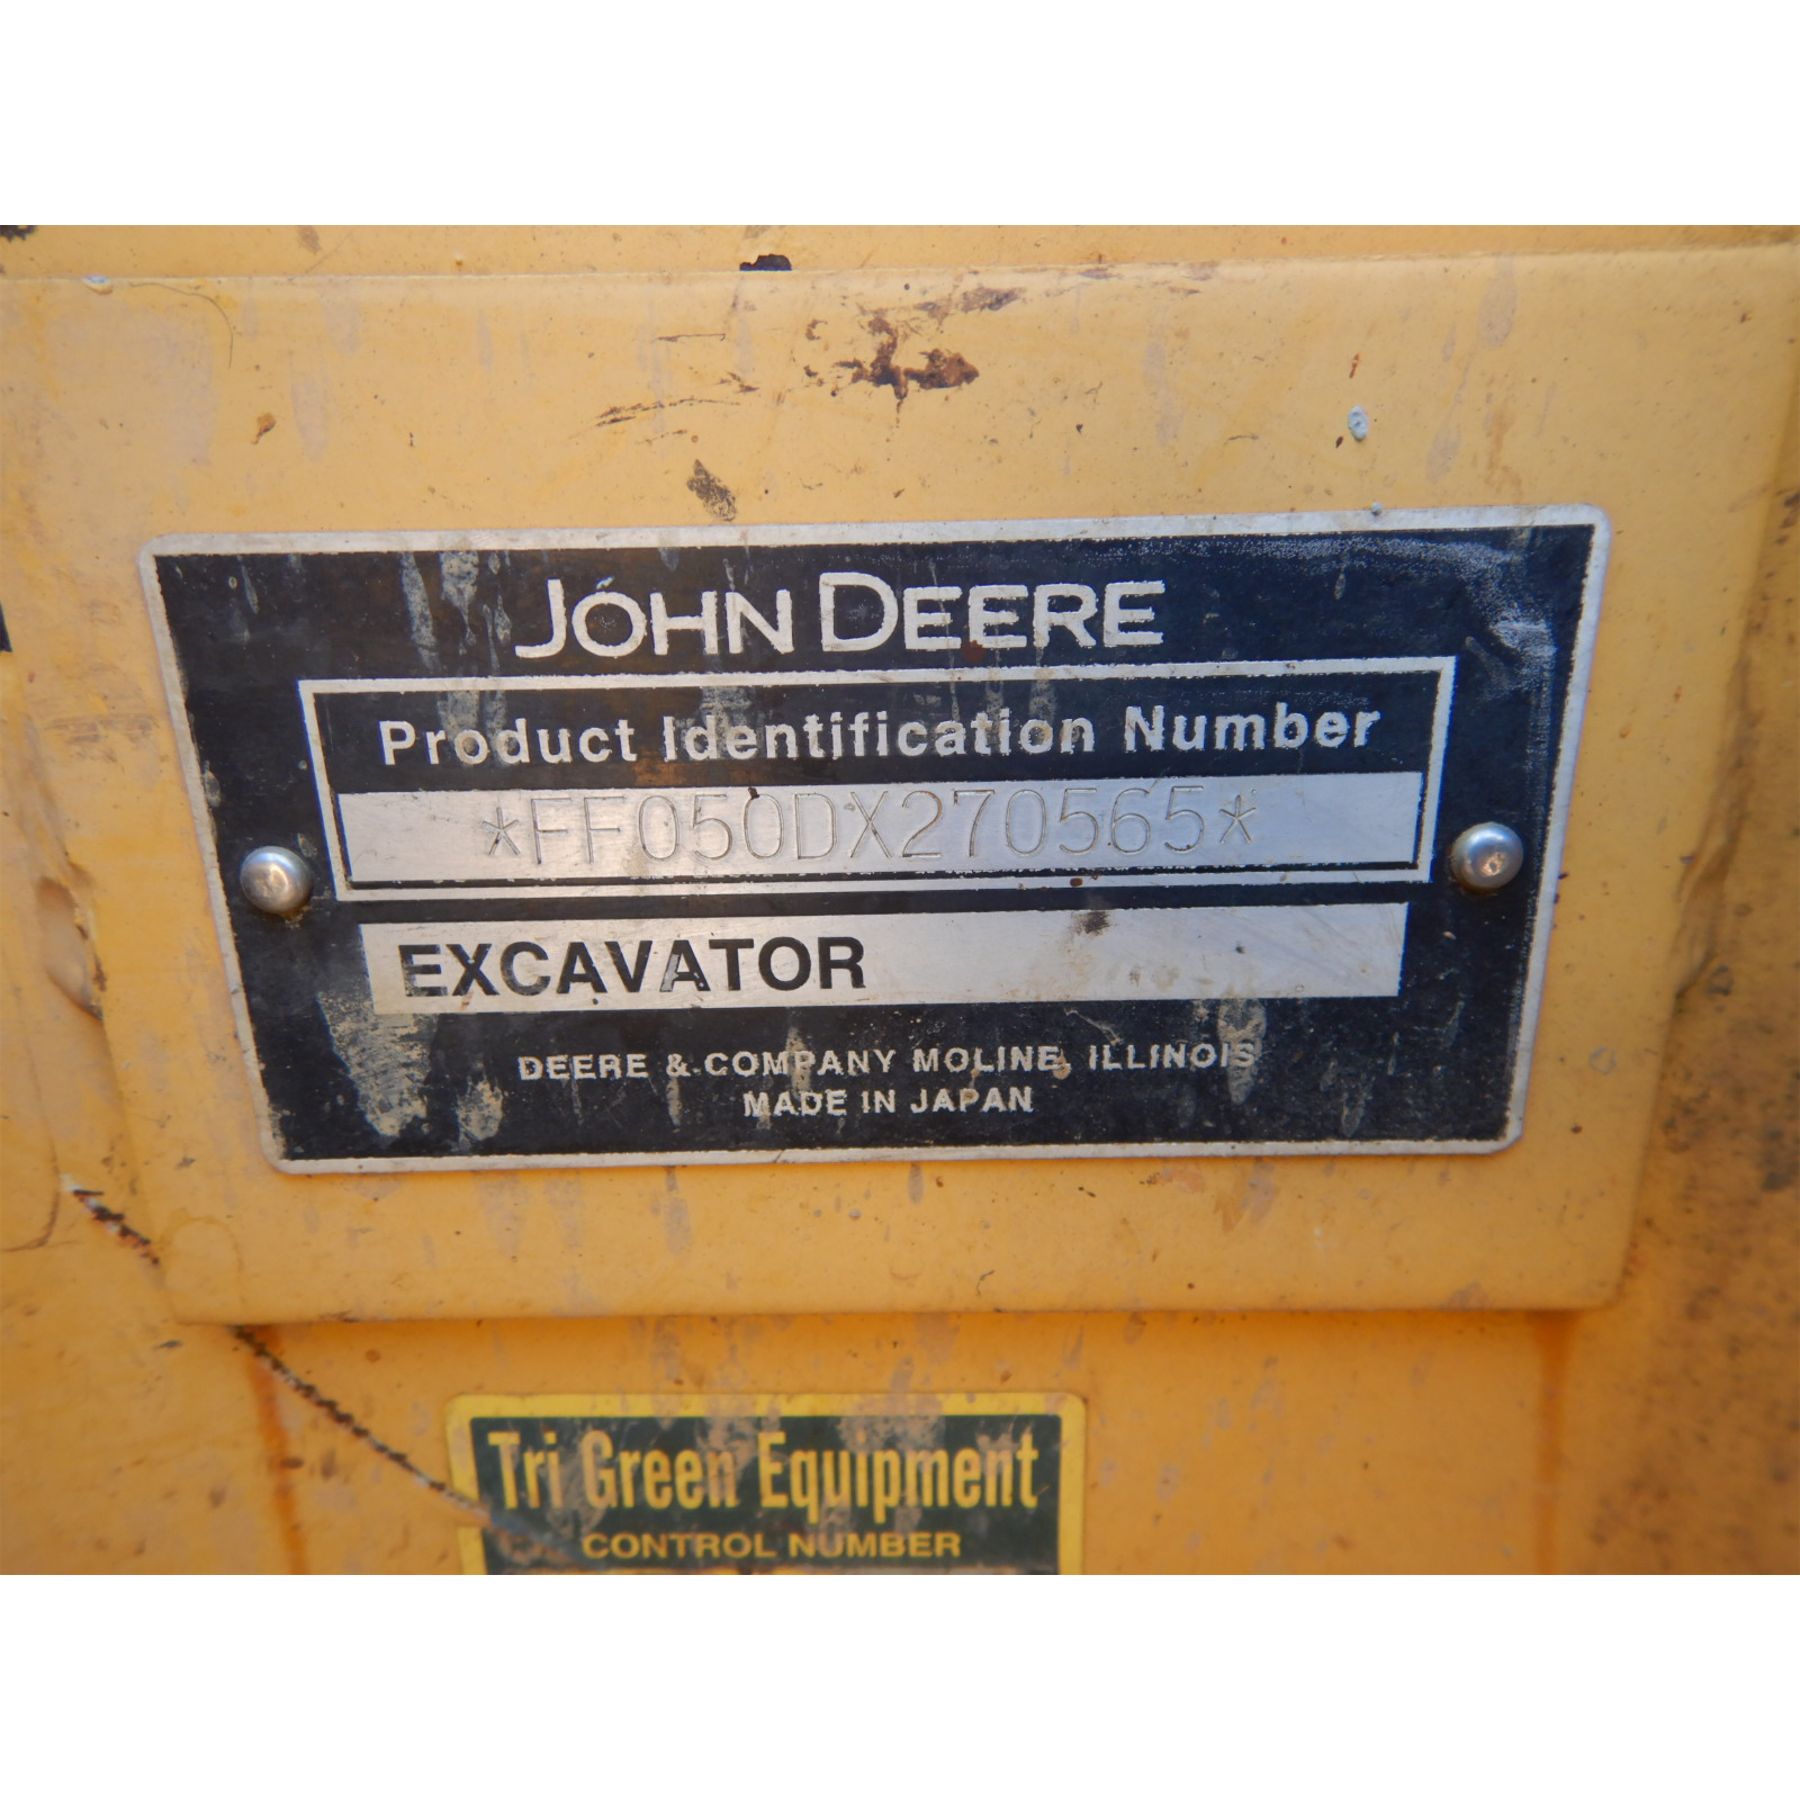 JOHN DEERE
Product Identification Number
*FF050DX270565*
EXCAVATOR
DEERE & COMPANY MOLINE, ILLINOIS
MADE IN JAPAN
Tri Green Equipment
CONTROL NUMBER